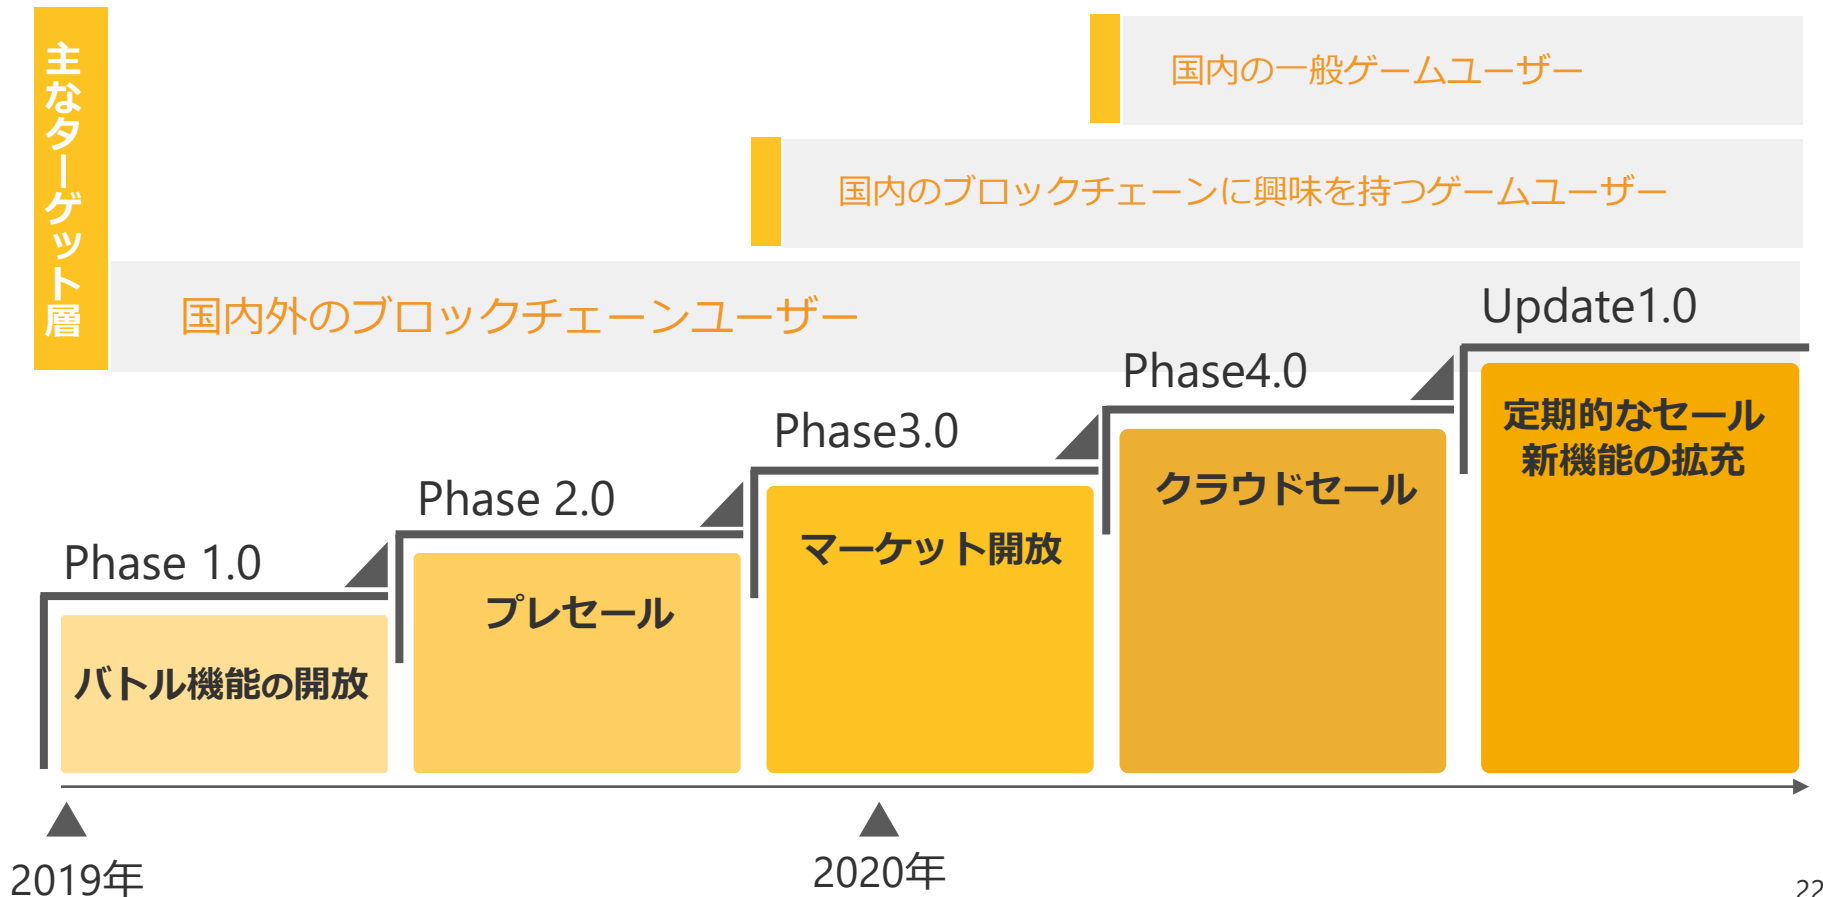 主なターゲット層
国内の一般ゲームユーザー
国内のブロックチェーンに興味を持つゲームユーザー
国内外のブロックチェーンユーザー
Update1.0
Phase4.0
Phase3.0
Phase 2.0
Phase 1.0
定期的なセール
新機能の拡充
クラウドセール
マーケット開放
プレセール
バトル機能の開放
2019年
2020年
22